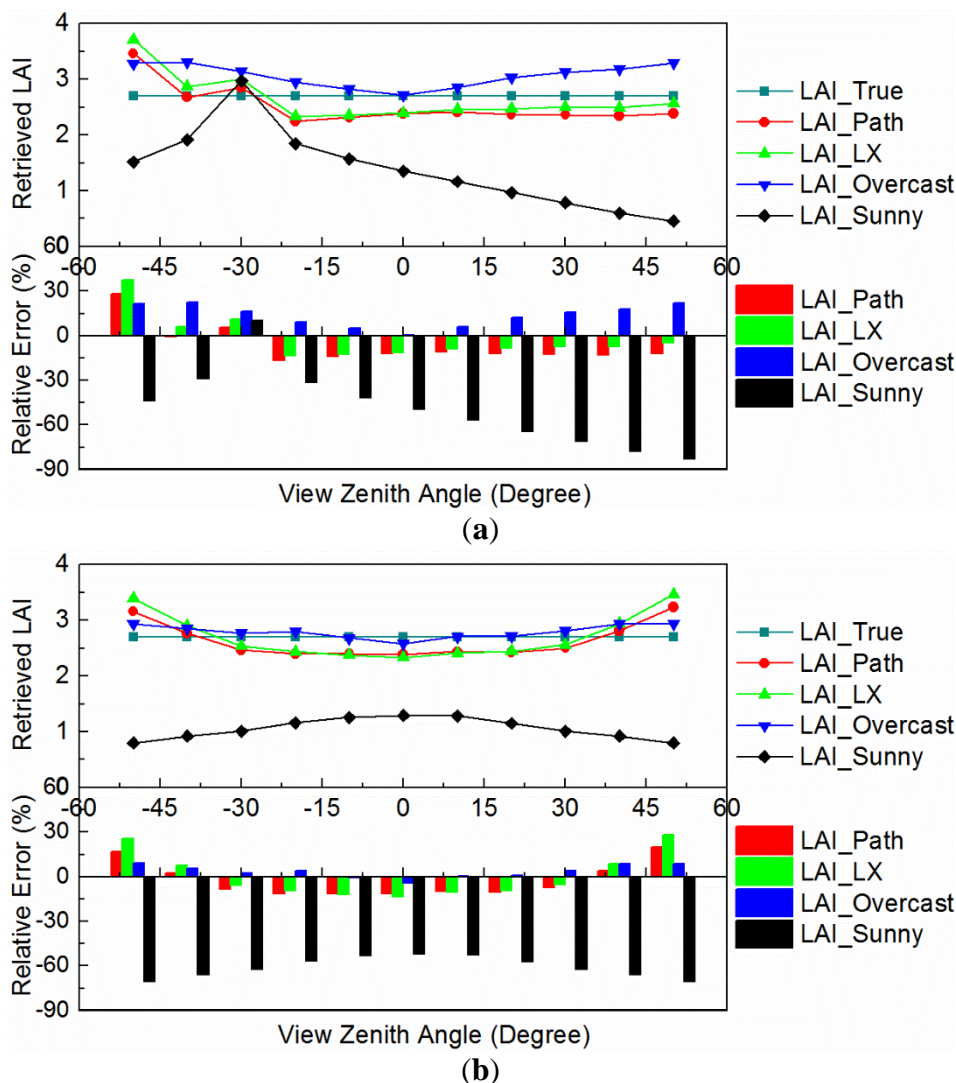 4
3
2
1
0
Retrieved LAI
LAI_True
LAI_Path
LAI_LX
LAI_Overcast
LAI_Sunny
-60 -45 -30 -15 0 15 30 45 60
60
30
0
-30
-60
-90
Relative Error (%)
LAI_Path
LAI_LX
LAI_Overcast
LAI_Sunny
View Zenith Angle (Degree)
(a)
4
3
2
1
0
Retrieved LAI
LAI_True
LAI_Path
LAI_LX
LAI_Overcast
LAI_Sunny
-60 -45 -30 -15 0 15 30 45 60
60
30
0
-30
-60
-90
Relative Error (%)
LAI_Path
LAI_LX
LAI_Overcast
LAI_Sunny
View Zenith Angle (Degree)
(b)